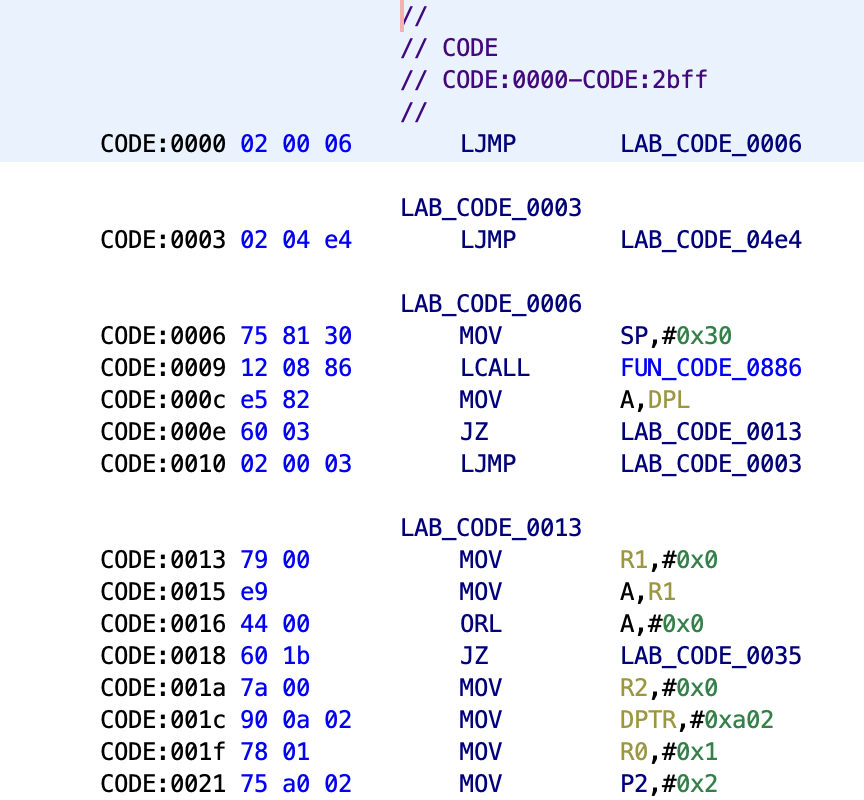 //
// CODE
// CODE:0000-CODE:2bff
//
CODE:0000 02 00 06 LJMP LAB_CODE_0006
LAB_CODE_0003
CODE:0003 02 04 e4 LJMP LAB_CODE_04e4
LAB_CODE_0006
CODE:0006 75 81 30 MOV SP,#0x30
CODE:0009 12 08 86 LCALL FUN_CODE_0886
CODE:000c e5 82 MOV A,DPL
CODE:000e 60 03 JZ LAB_CODE_0013
CODE:0010 02 00 03 LJMP LAB_CODE_0003
LAB_CODE_0013
CODE:0013 79 00 MOV R1,#0x0
CODE:0015 e9 MOV A,R1
CODE:0016 44 00 ORL A,#0x0
CODE:0018 60 1b JZ LAB_CODE_0035
CODE:001a 7a 00 MOV R2,#0x0
CODE:001c 90 0a 02 MOV DPTR,#0xa02
CODE:001f 78 01 MOV R0,#0x1
CODE:0021 75 a0 02 MOV P2,#0x2